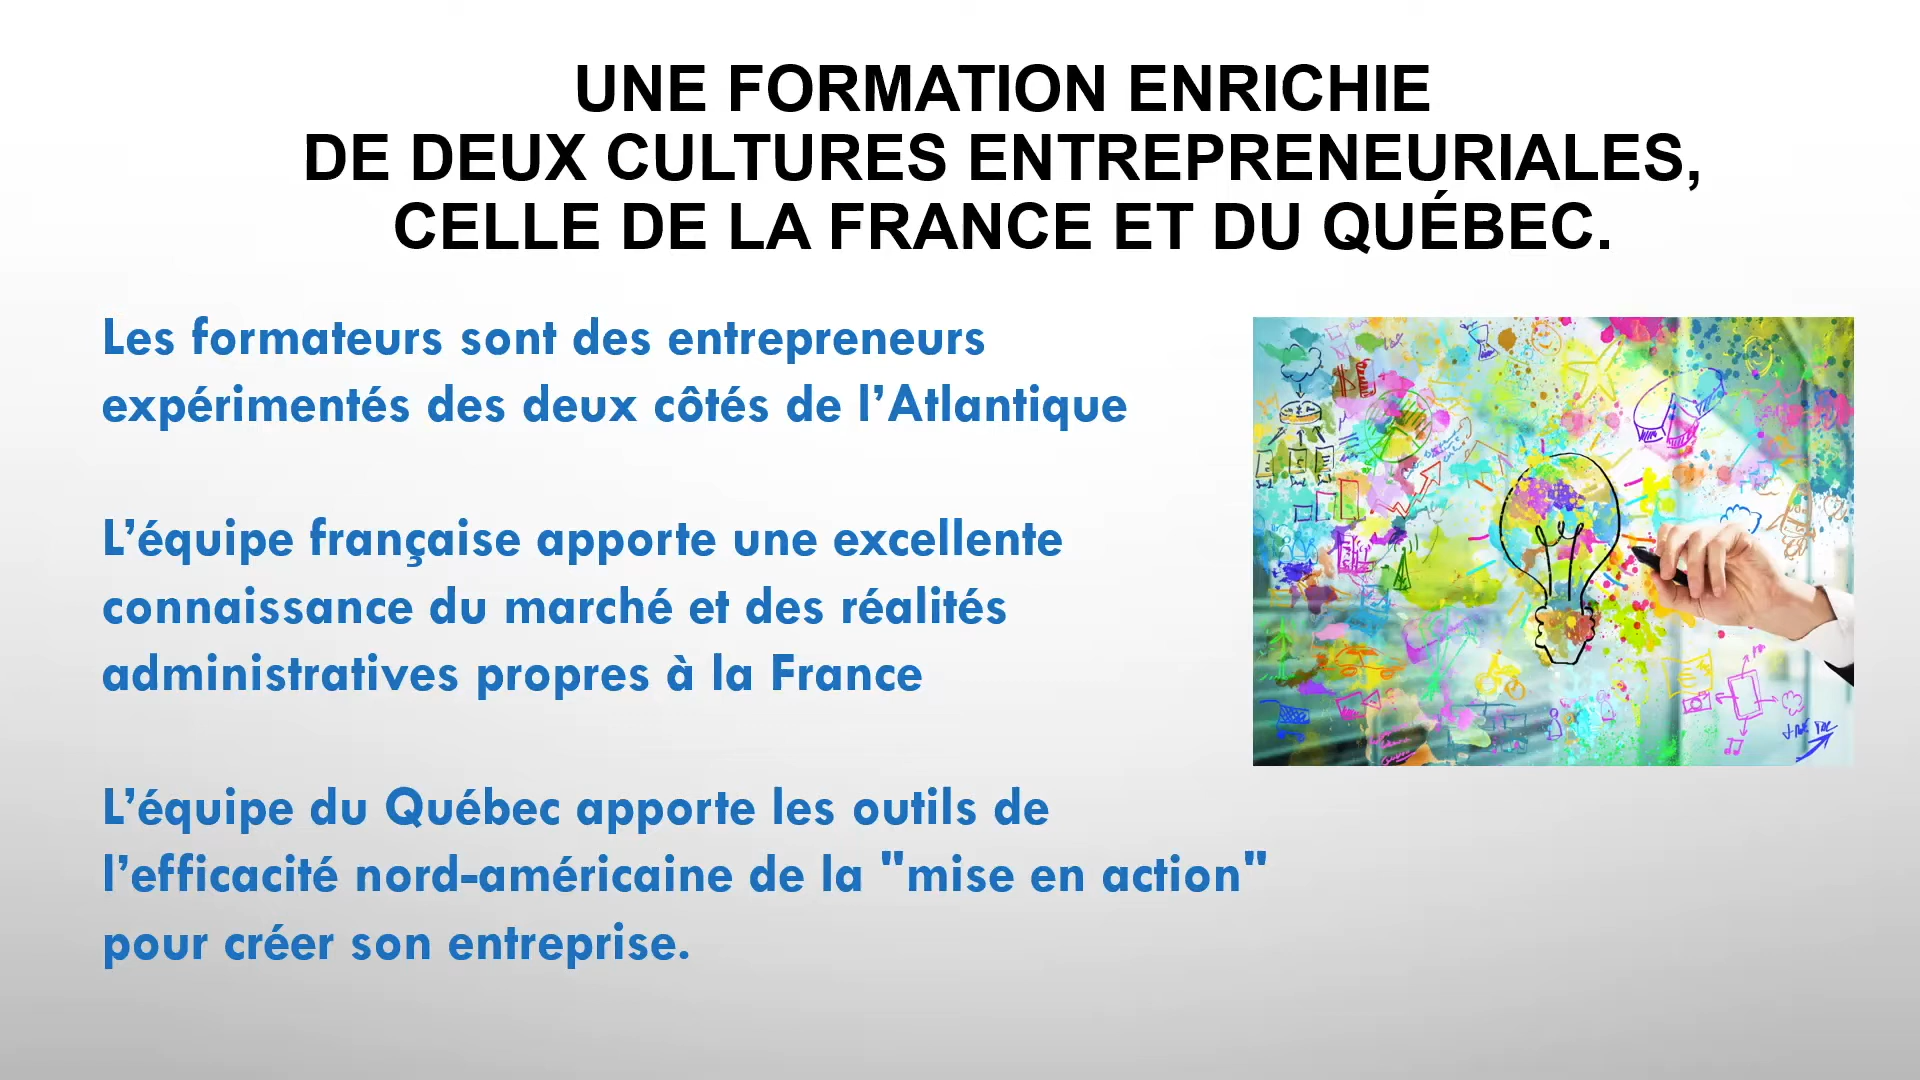 UNE FORMATION ENRICHIE
DE DEUX CULTURES ENTREPRENEURIALES,
CELLE DE LA FRANCE ET DU QUÉBEC.
Les formateurs sont des entrepreneurs
expérimentés des deux côtés de l’Atlantique
L’équipe française apporte une excellente
connaissance du marché et des réalités
administratives propres à la France
L’équipe du Québec apporte les outils de
l’efficacité nord-américaine de la "mise en action"
pour créer son entreprise.